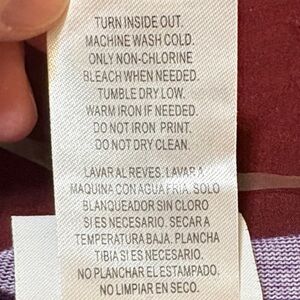 TURN INSIDE OUT.
MACHINE WASH COLD.
ONLY NON-CHLORINE
BLEACH WHEN NEEDED.
TUMBLE DRY LOW.
WARM IRON IF NEEDED.
DO NOT IRON PRINT.
DO NOT DRY CLEAN.
LAVAR AL REVES. LAVAR A
MAQUINA CON AGUA FRIA. SOLO
BLANQUEADOR SIN CLORO
SI ES NECESARIO. SECAR A
TEMPERATURA BAJA. PLANCHA
TIBIA SI ES NECESARIO.
NO PLANCHAR EL ESTAMPADO.
NO LIMPIAR EN SECO.